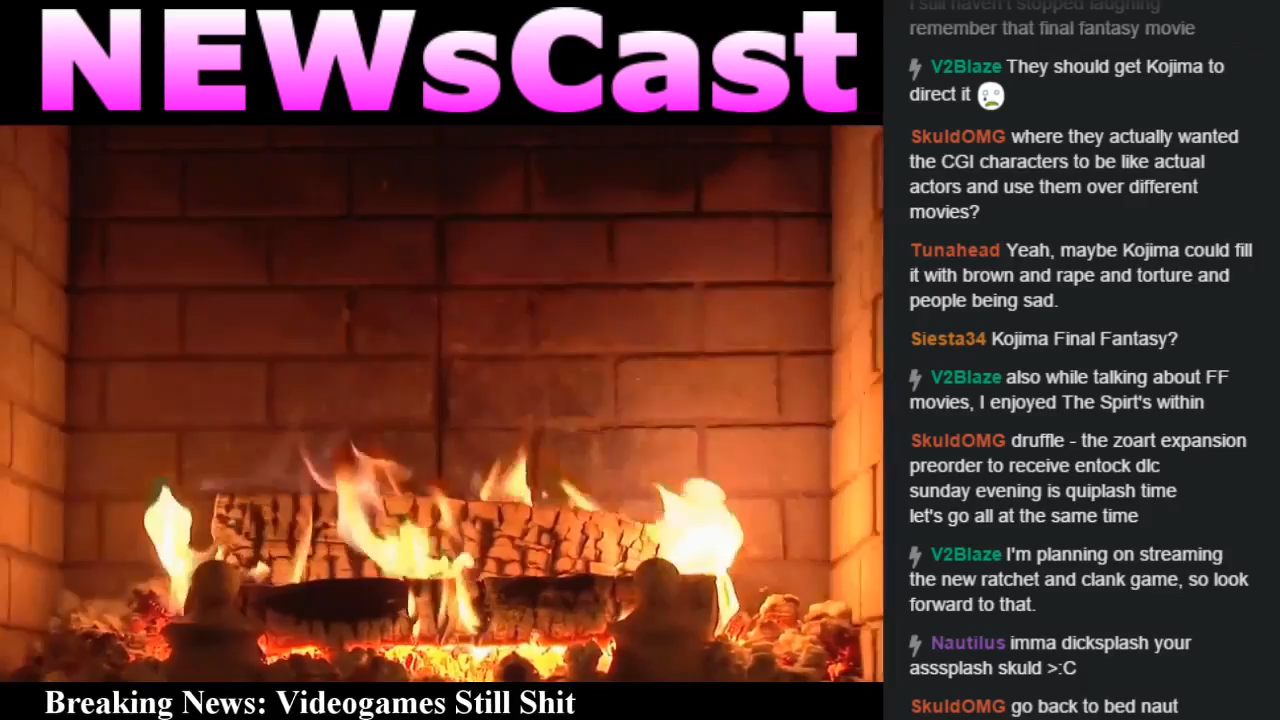 NEWsCast
I still haven't stopped laughing
remember that final fantasy movie
V2Blaze They should get Kojima to
direct it
SkuldOMG where they actually wanted
the CGI characters to be like actual
actors and use them over different
movies?
Tunahead Yeah, maybe Kojima could fill
it with brown and rape and torture and
people being sad.
Siesta34 Kojima Final Fantasy?
V2Blaze also while talking about FF
movies, I enjoyed The Spirt's within
SkuldOMG druffle - the zoart expansion
preorder to receive entock dlc
sunday evening is quiplash time
let's go all at the same time
V2Blaze I'm planning on streaming
the new ratchet and clank game, so look
forward to that.
Nautilus imma dicksplash your
asssplash skuld >:C
SkuldOMG go back to bed naut
Breaking News: Videogames Still Shit